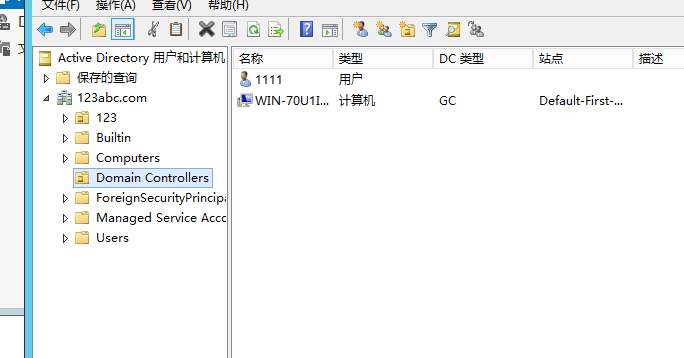 文件(F) 操作(A) 查看(V) 帮助(H)
Active Directory 用户和计算机
保存的查询
123abc.com
123
Builtin
Computers
Domain Controllers
ForeignSecurityPrincipa
Managed Service Acco
Users
名称 类型 DC 类型 站点 描述
1111 用户
WIN-70U1I... 计算机 GC Default-First-...